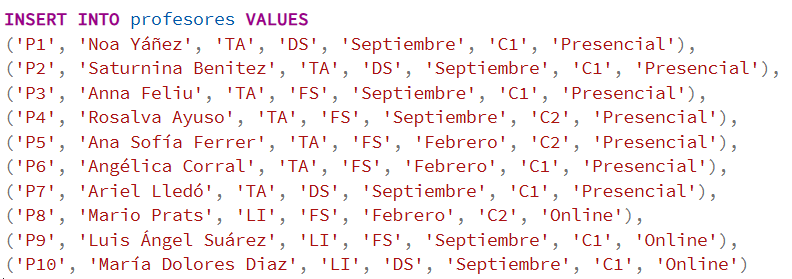 INSERT INTO profesores VALUES
('P1', 'Noa Yáñez', 'TA', 'DS', 'Septiembre', 'C1', 'Presencial'),
('P2', 'Saturnina Benitez', 'TA', 'DS', 'Septiembre', 'C1', 'Presencial'),
('P3', 'Anna Feliu', 'TA', 'FS', 'Septiembre', 'C1', 'Presencial'),
('P4', 'Rosalva Ayuso', 'TA', 'FS', 'Septiembre', 'C2', 'Presencial'),
('P5', 'Ana Sofía Ferrer', 'TA', 'FS', 'Febrero', 'C2', 'Presencial'),
('P6', 'Angélica Corral', 'TA', 'FS', 'Febrero', 'C1', 'Presencial'),
('P7', 'Ariel Lledó', 'TA', 'DS', 'Septiembre', 'C1', 'Presencial'),
('P8', 'Mario Prats', 'LI', 'FS', 'Febrero', 'C2', 'Online'),
('P9', 'Luis Ángel Suárez', 'LI', 'FS', 'Septiembre', 'C1', 'Online'),
('P10', 'María Dolores Diaz', 'LI', 'DS', 'Septiembre', 'C1', 'Online')